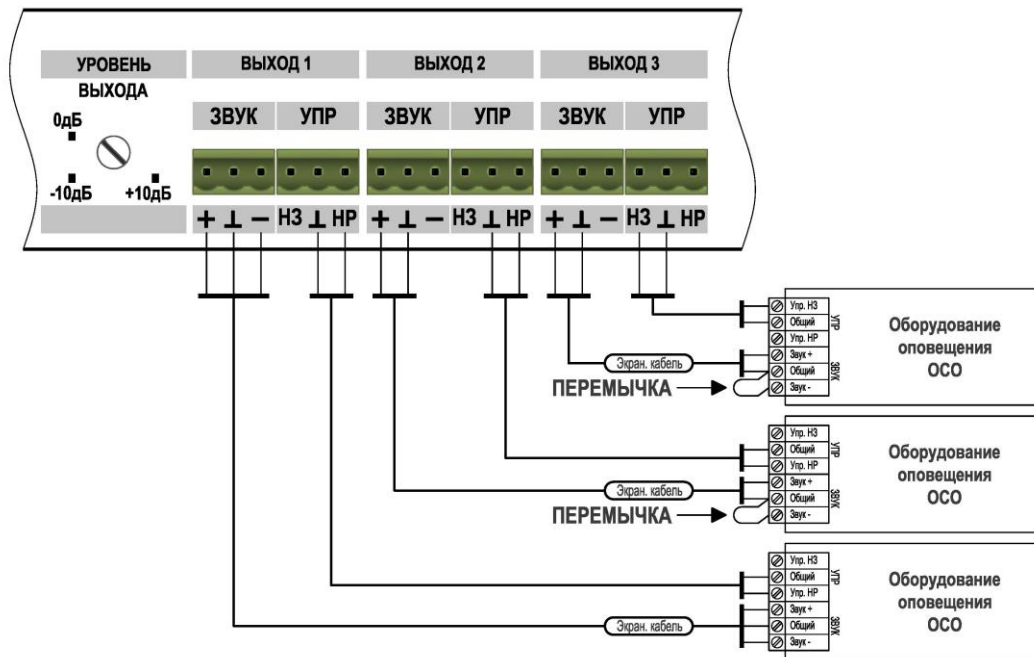 УРОВЕНЬ
ВЫХОДА
0дБ
-10дБ
+10дБ
ВЫХОД 1
ВЫХОД 2
ВЫХОД 3
ЗВУК УПР ЗВУК УПР ЗВУК УПР
+ ⊥ − НЗ ⊥ НР + ⊥ − НЗ ⊥ НР + ⊥ − НЗ ⊥ НР
Упр. НЗ
Общий
Упр. НР
Звук +
Общий
Звук -
УПР
ЗВУК
Оборудование
оповещения
ОСО
Экран. кабель
ПЕРЕМЫЧКА
Упр. НЗ
Общий
Упр. НР
Звук +
Общий
Звук -
УПР
ЗВУК
Оборудование
оповещения
ОСО
Экран. кабель
ПЕРЕМЫЧКА
Упр. НЗ
Общий
Упр. НР
Звук +
Общий
Звук -
УПР
ЗВУК
Оборудование
оповещения
ОСО
Экран. кабель